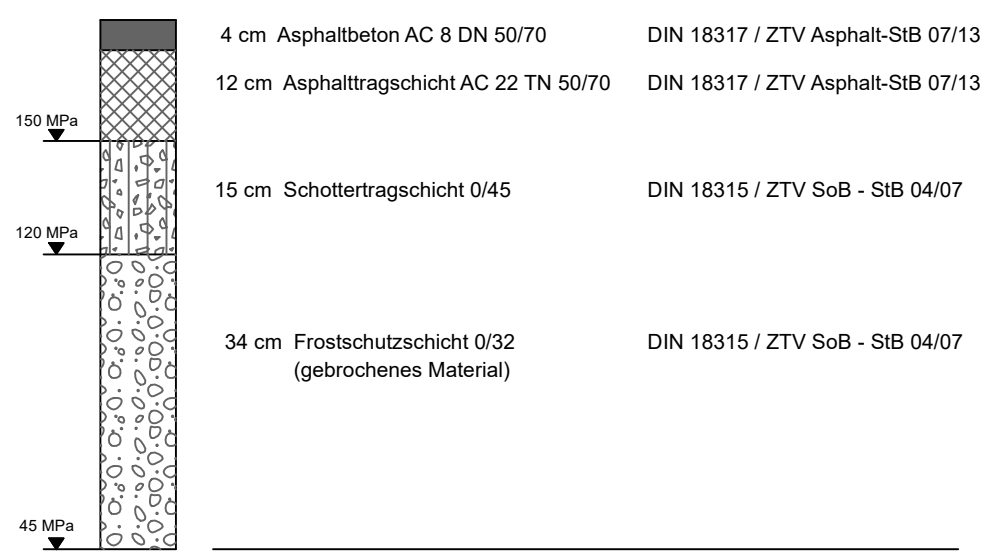 4 cm Asphaltbeton AC 8 DN 50/70 DIN 18317 / ZTV Asphalt-StB 07/13
12 cm Asphalttragschicht AC 22 TN 50/70 DIN 18317 / ZTV Asphalt-StB 07/13
150 MPa
15 cm Schottertragschicht 0/45 DIN 18315 / ZTV SoB - StB 04/07
120 MPa
34 cm Frostschutzschicht 0/32 DIN 18315 / ZTV SoB - StB 04/07
(gebrochenes Material)
45 MPa